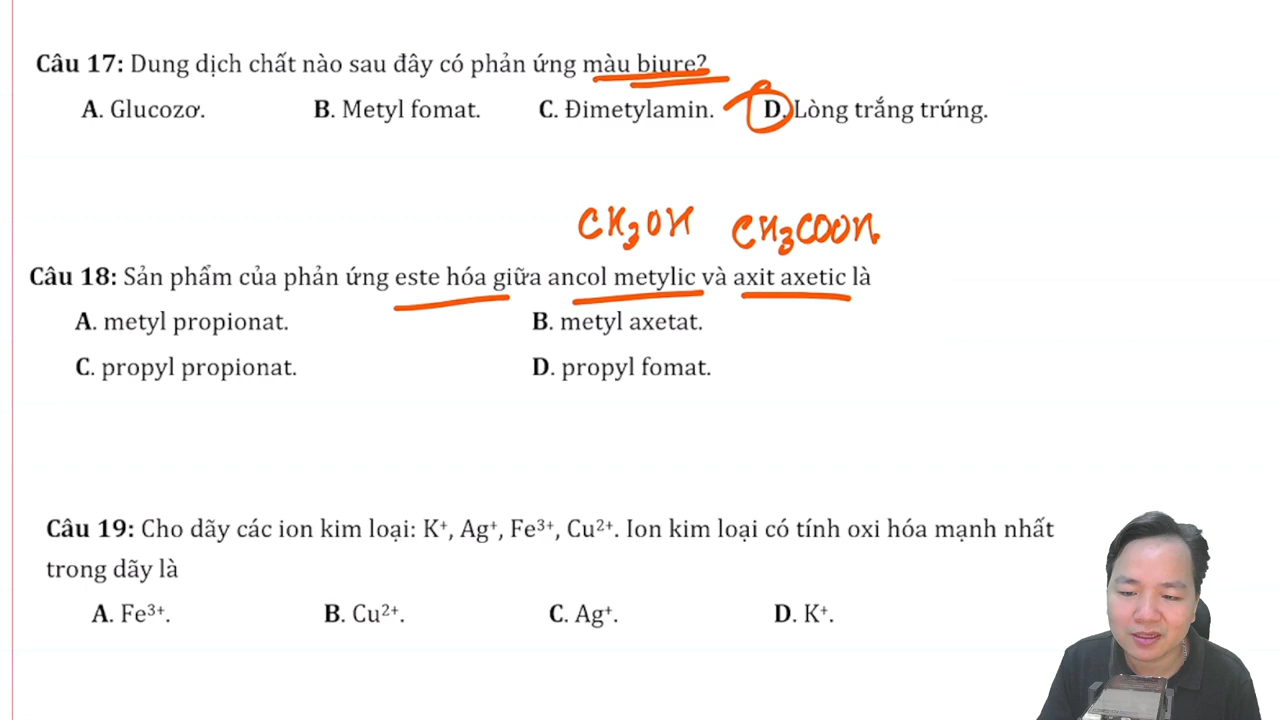 Câu 17: Dung dịch chất nào sau đây có phản ứng màu biure?
A. Glucozơ. B. Metyl fomat. C. Đimetylamin. D. Lòng trắng trứng.
CH3OH CH3COOH
Câu 18: Sản phẩm của phản ứng este hóa giữa ancol metylic và axit axetic là
A. metyl propionat. B. metyl axetat.
C. propyl propionat. D. propyl fomat.
Câu 19: Cho dãy các ion kim loại: K⁺, Ag⁺, Fe³⁺, Cu²⁺. Ion kim loại có tính oxi hóa mạnh nhất
trong dãy là
A. Fe³⁺. B. Cu²⁺. C. Ag⁺. D. K⁺.